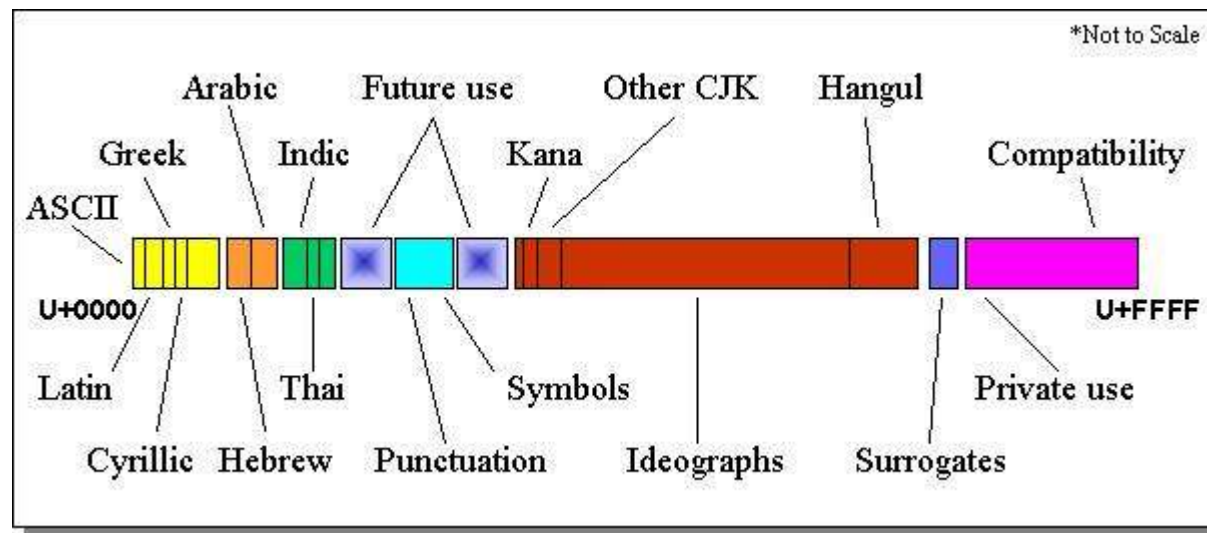 *Not to Scale
Arabic Future use Other CJK Hangul
Greek Indic Kana Compatibility
ASCII
U+0000 U+FFFF
Latin Thai Symbols Private use
Cyrillic Hebrew Punctuation Ideographs Surrogates